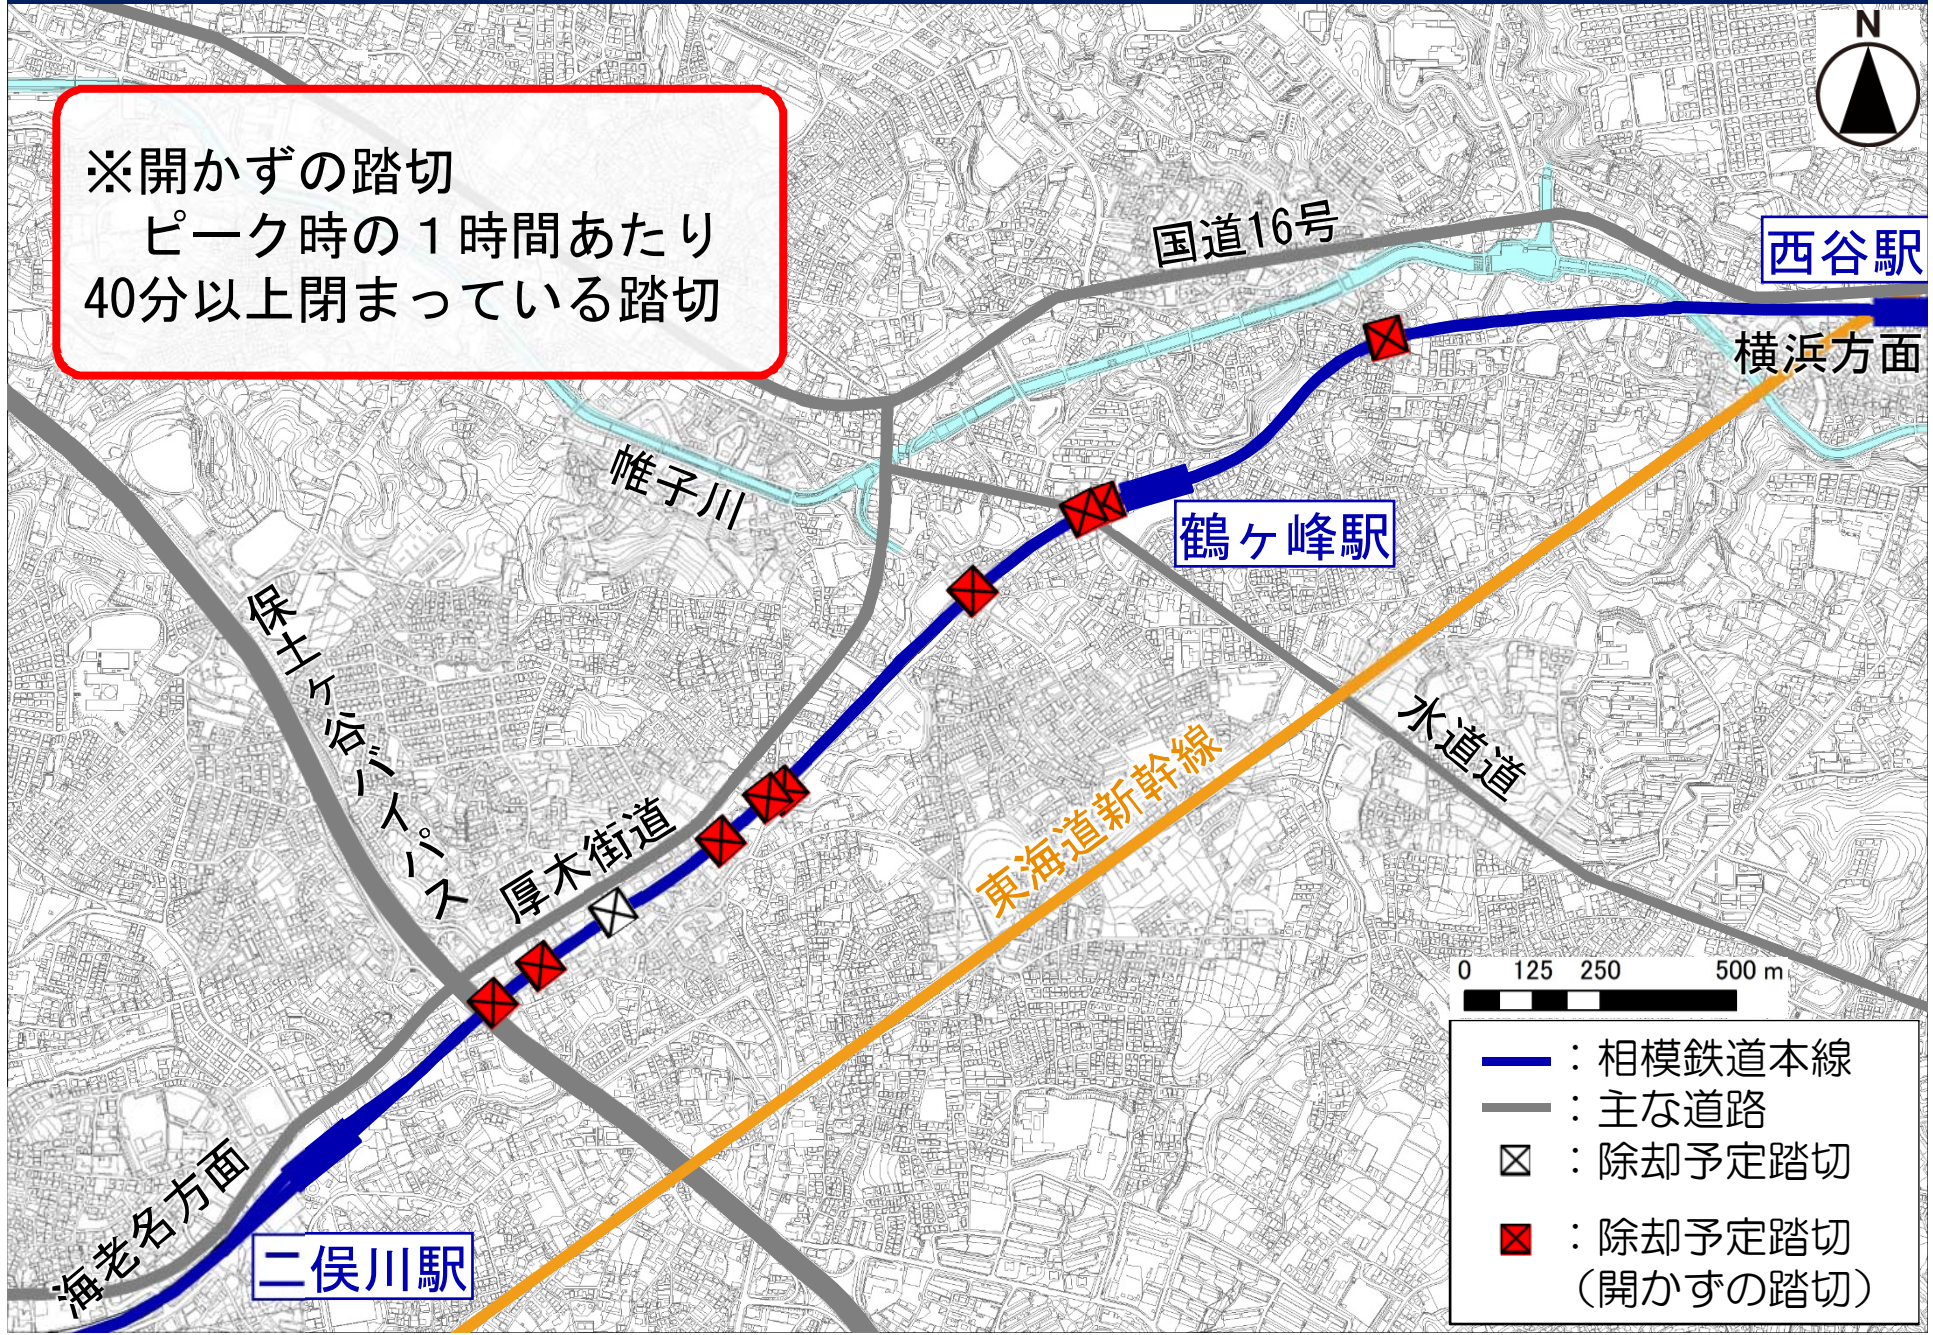 N
※開かずの踏切
ピーク時の１時間あたり
40分以上閉まっている踏切
国道16号
西谷駅
横浜方面
帷子川
鶴ヶ峰駅
保土ヶ谷バイパス
水道道
東海道新幹線
厚木街道
海老名方面
二俣川駅
0 125 250 500 m
：相模鉄道本線
：主な道路
：除却予定踏切
：除却予定踏切
（開かずの踏切）